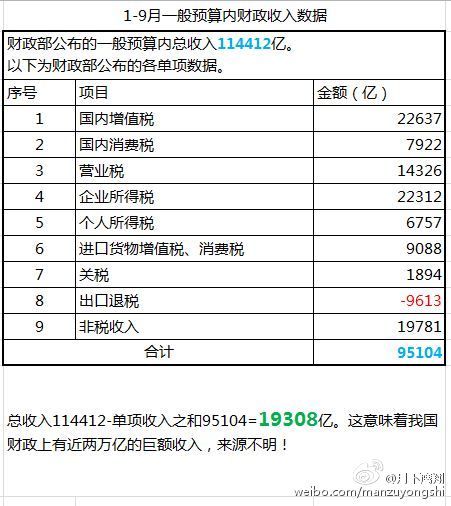 1-9月一般预算内财政收入数据
财政部公布的一般预算内总收入114412亿。
以下为财政部公布的各单项数据。
序号 项目 金额（亿）
1 国内增值税 22637
2 国内消费税 7922
3 营业税 14326
4 企业所得税 22312
5 个人所得税 6757
6 进口货物增值税、消费税 9088
7 关税 1894
8 出口退税 -9613
9 非税收入 19781
合计 95104
总收入114412-单项收入之和95104=19308亿。这意味着我国
财政上有近两万亿的巨额收入，来源不明！
weibo.com/manzuyongshi